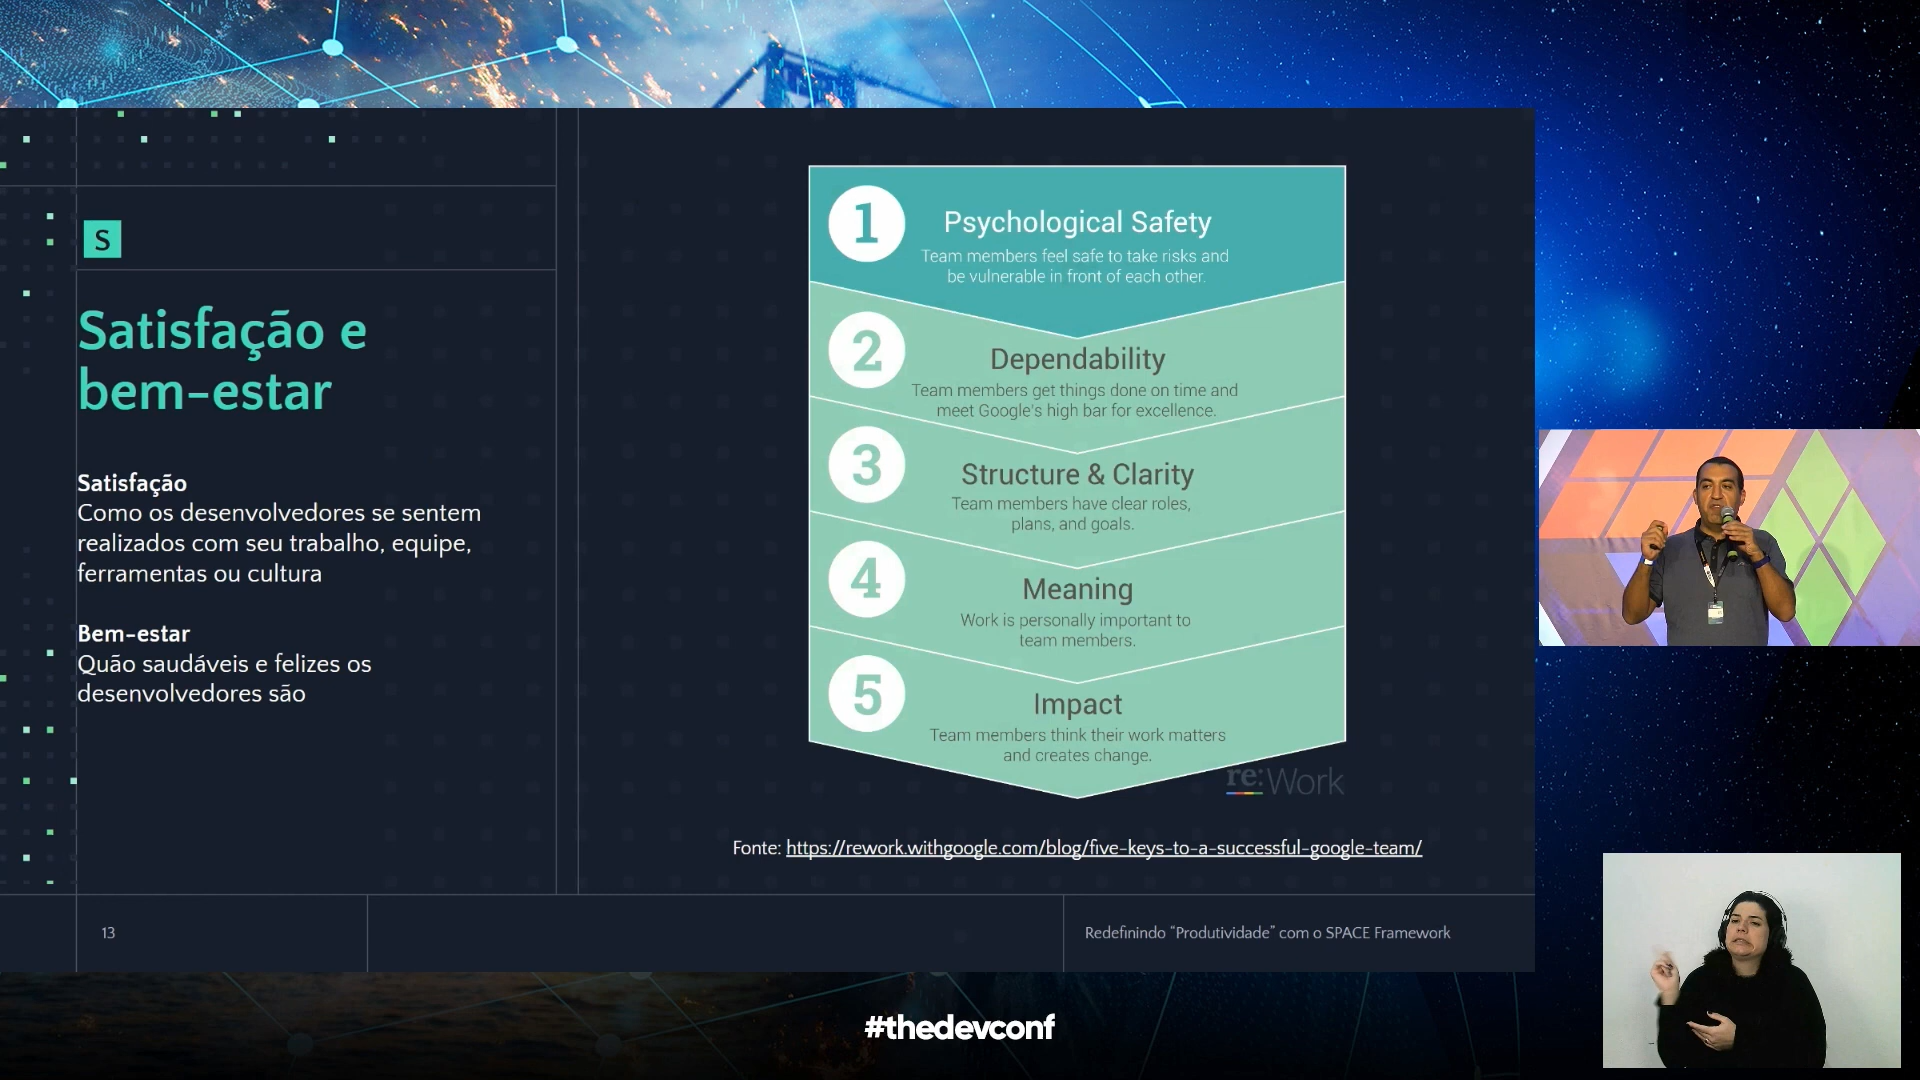 S
Satisfação e
bem-estar
Satisfação
Como os desenvolvedores se sentem
realizados com seu trabalho, equipe,
ferramentas ou cultura
Bem-estar
Quão saudáveis e felizes os
desenvolvedores são
1
Psychological Safety
Team members feel safe to take risks and
be vulnerable in front of each other.
2
Dependability
Team members get things done on time and
meet Google's high bar for excellence.
3
Structure & Clarity
Team members have clear roles,
plans, and goals.
4
Meaning
Work is personally important to
team members.
5
Impact
Team members think their work matters
and creates change.
re:Work
Fonte: https://rework.withgoogle.com/blog/five-keys-to-a-successful-google-team/
13
Redefinindo “Produtividade” com o SPACE Framework
#thedevconf